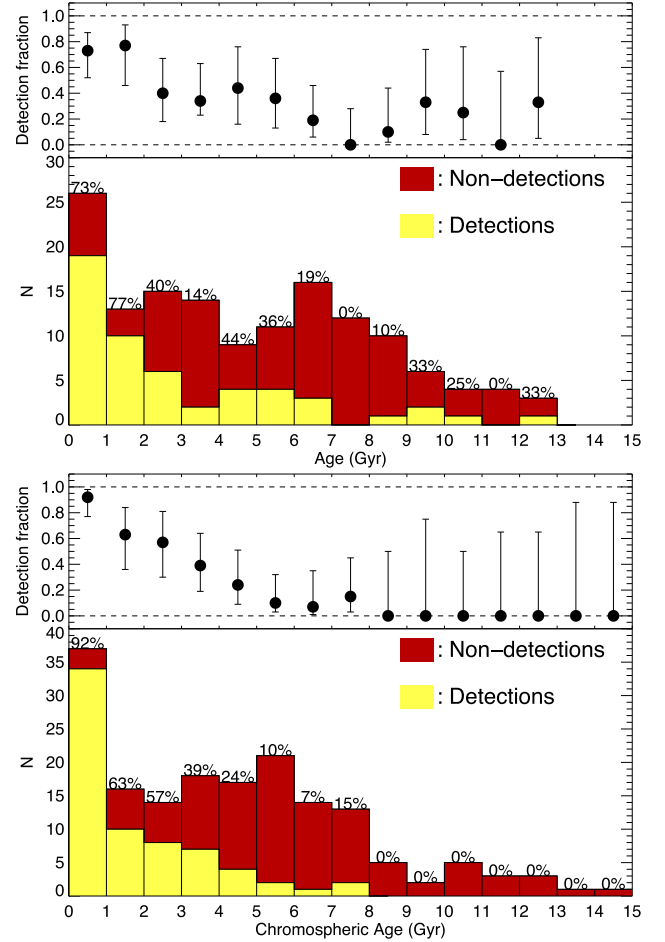 Detection fraction
1.0
0.8
0.6
0.4
0.2
0.0
N
30
25
20
15
10
5
0
: Non-detections
: Detections
73% 77% 40% 14% 44% 36% 19% 0% 10% 33% 25% 0% 33%
0 1 2 3 4 5 6 7 8 9 10 11 12 13 14 15
Age (Gyr)
Detection fraction
1.0
0.8
0.6
0.4
0.2
0.0
N
40
35
30
25
20
15
10
5
0
: Non-detections
: Detections
92% 63% 57% 39% 24% 10% 7% 15% 0% 0% 0% 0% 0% 0% 0%
0 1 2 3 4 5 6 7 8 9 10 11 12 13 14 15
Chromospheric Age (Gyr)